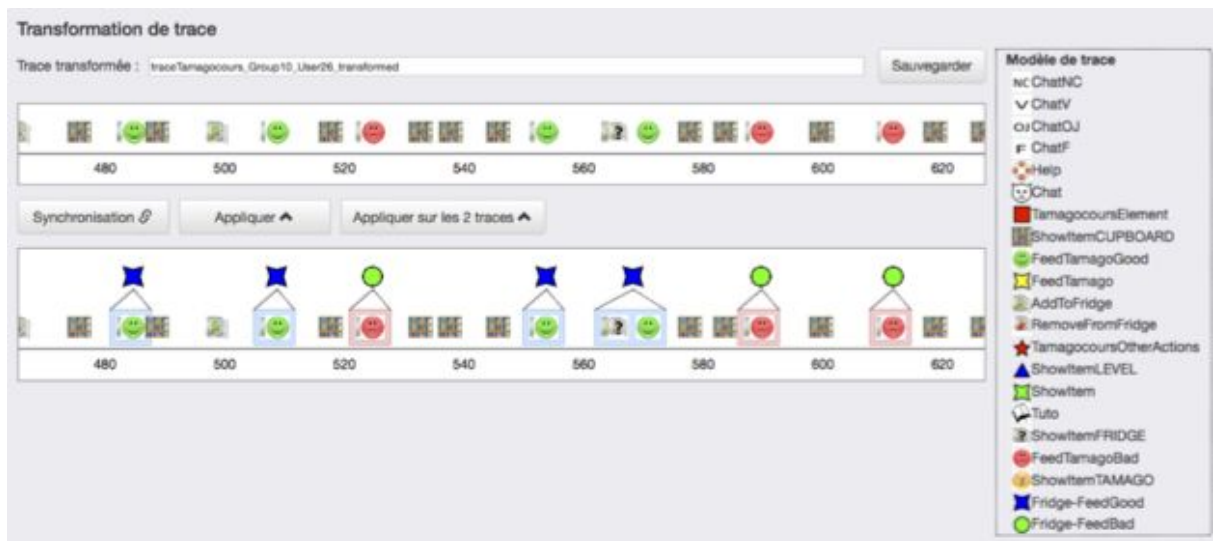 Transformation de trace
Trace transformée : traceTamagocours_Group10_User26_transformed Sauvegarder
480 500 520 540 560 580 600 620
Synchronisation Appliquer Appliquer sur les 2 traces
480 500 520 540 560 580 600 620
Modèle de trace
NC ChatNC
V ChatV
OJ ChatOJ
F ChatF
Help
Chat
TamagocoursElement
ShowItemCUPBOARD
FeedTamagoGood
FeedTamago
AddToFridge
RemoveFromFridge
TamagocoursOtherActions
ShowItemLEVEL
ShowItem
Tuto
? ShowItemFRIDGE
FeedTamagoBad
ShowItemTAMAGO
Fridge-FeedGood
Fridge-FeedBad